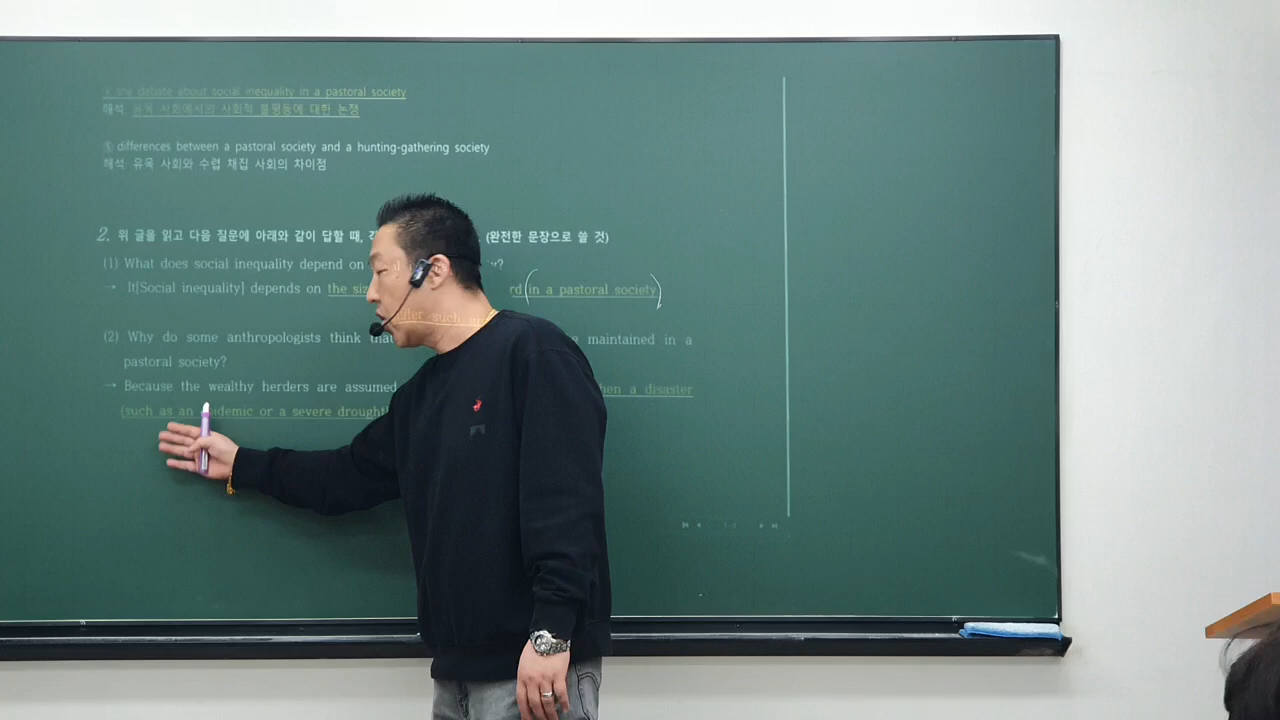 ④ the debate about social inequality in a pastoral society
해석: 유목 사회에서의 사회적 불평등에 대한 논쟁
⑤ differences between a pastoral society and a hunting-gathering society
해석: 유목 사회와 수렵 채집 사회의 차이점
2. 위 글을 읽고 다음 질문에 아래와 같이 답할 때, (완전한 문장으로 쓸 것)
(1) What does social inequality depend on ?
→ It[Social inequality] depends on the (in a pastoral society)
(2) Why do some anthropologists think maintained in a
pastoral society?
→ Because the wealthy herders are assumed a disaster
(such as an or a severe drought